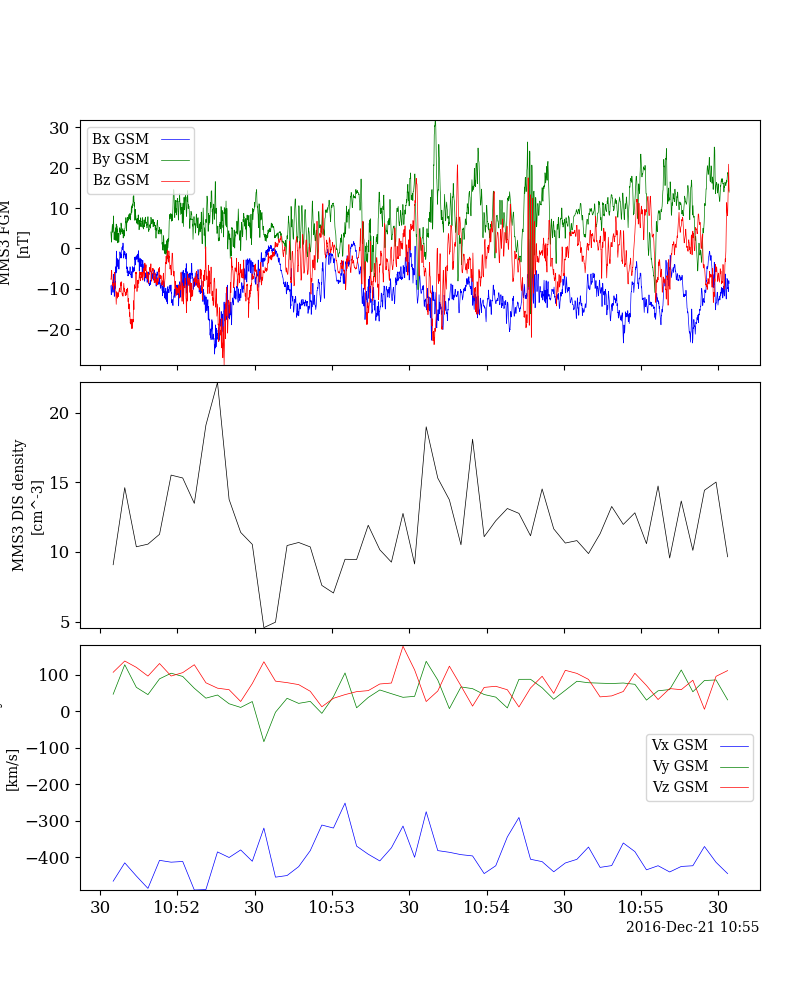 30
20
10
0
−10
−20
MMS3 FGM
[nT]
Bx GSM
By GSM
Bz GSM
20
15
10
5
MMS3 DIS density
[cm^-3]
100
0
−100
−200
−300
−400
[km/s]
Vx GSM
Vy GSM
Vz GSM
30 10:52 30 10:53 30 10:54 30 10:55 30
2016-Dec-21 10:55